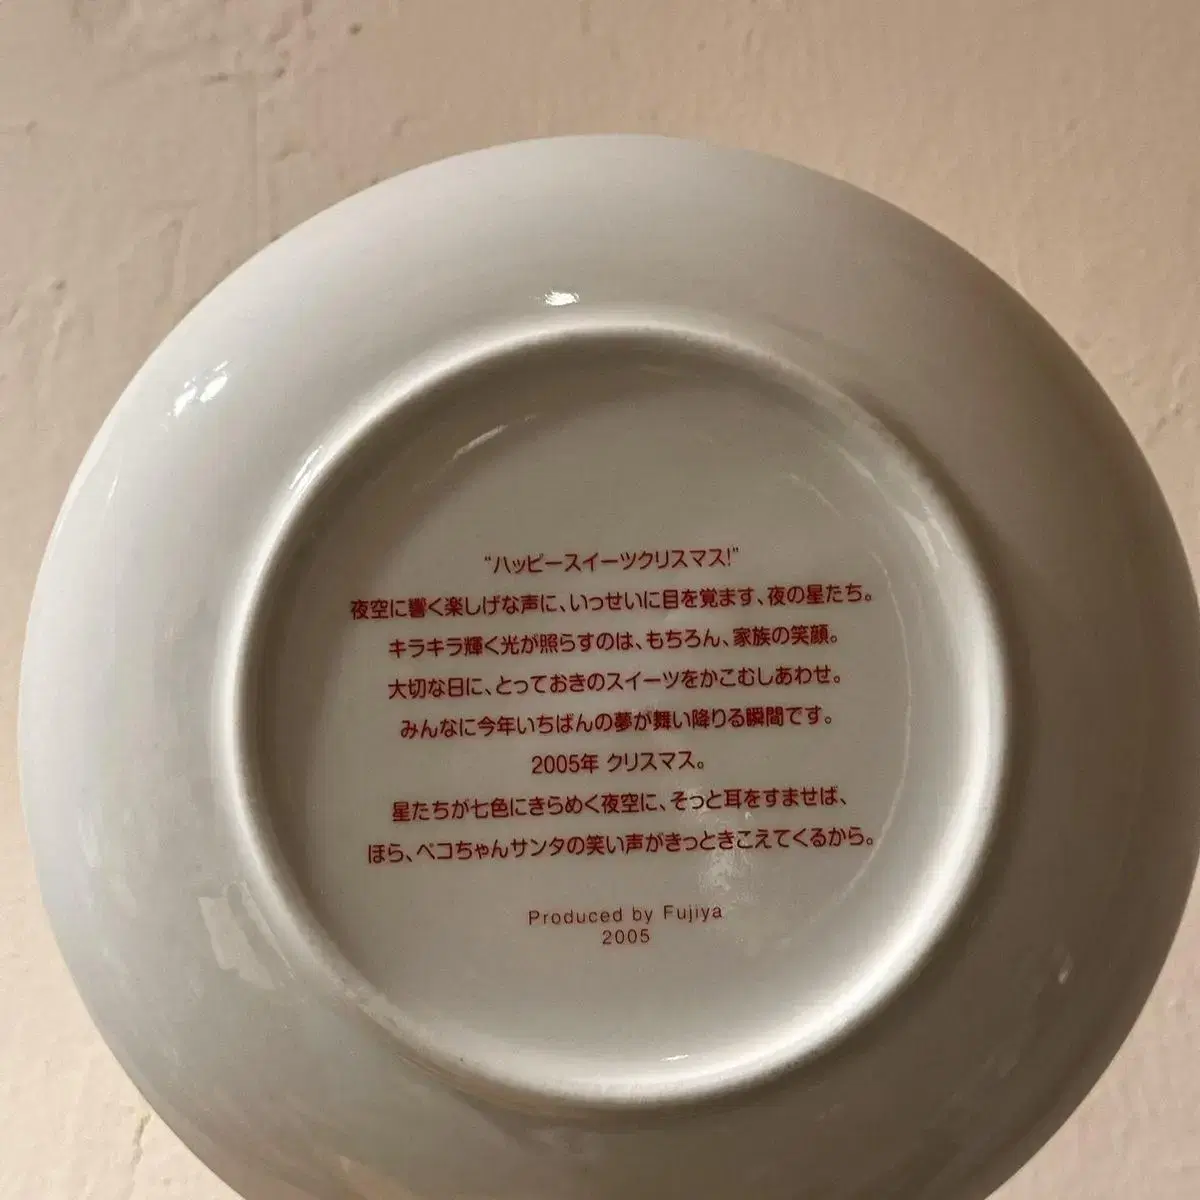 “ハッピースイーツクリスマス!”
夜空に響く楽しげな声に、いっせいに目を覚ます、夜の星たち。
キラキラ輝く光が照らすのは、もちろん、家族の笑顔。
大切な日に、とっておきのスイーツをかこむしあわせ。
みんなに今年いちばんの夢が舞い降りる瞬間です。
2005年 クリスマス。
星たちが七色にきらめく夜空に、そっと耳をすませば、
ほら、ペコちゃんサンタの笑い声がきっときこえてくるから。
Produced by Fujiya
2005